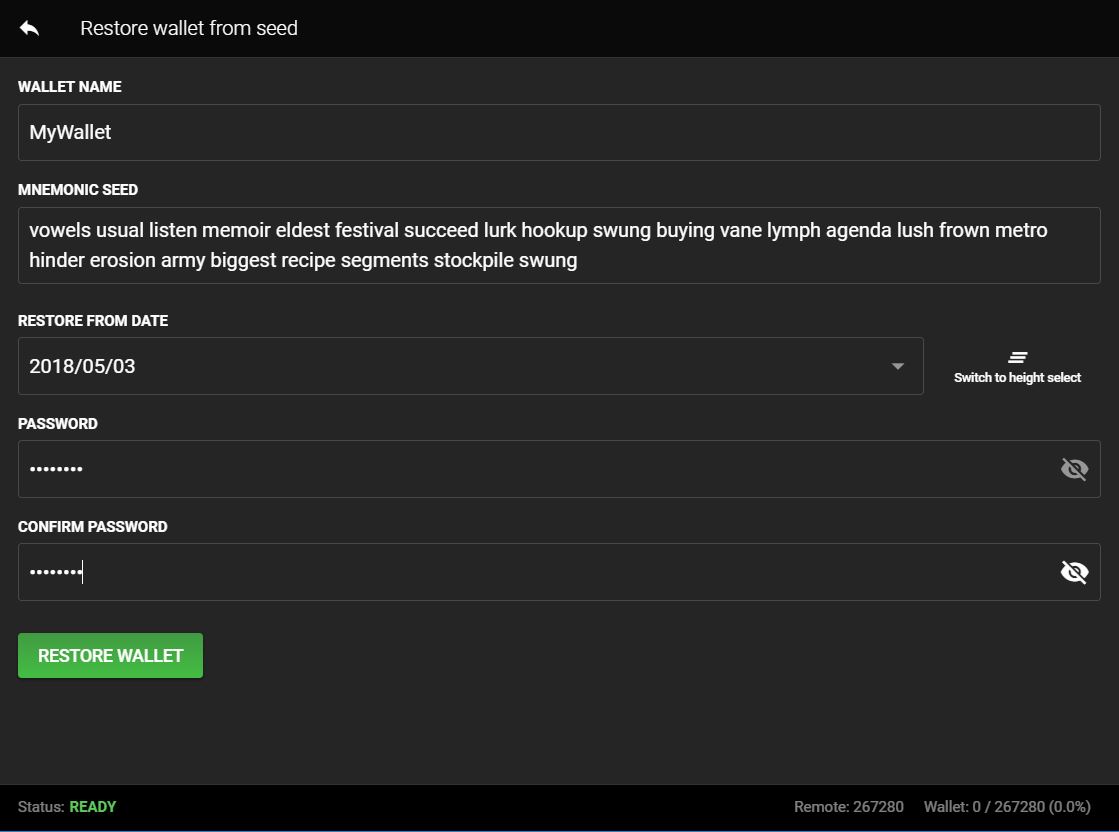 Restore wallet from seed
WALLET NAME
MyWallet
MNEMONIC SEED
vowels usual listen memoir eldest festival succeed lurk hookup swung buying vane lymph agenda lush frown metro
hinder erosion army biggest recipe segments stockpile swung
RESTORE FROM DATE
2018/05/03
Switch to height select
PASSWORD
••••••••
CONFIRM PASSWORD
••••••••
RESTORE WALLET
Status: READY
Remote: 267280 Wallet: 0 / 267280 (0.0%)